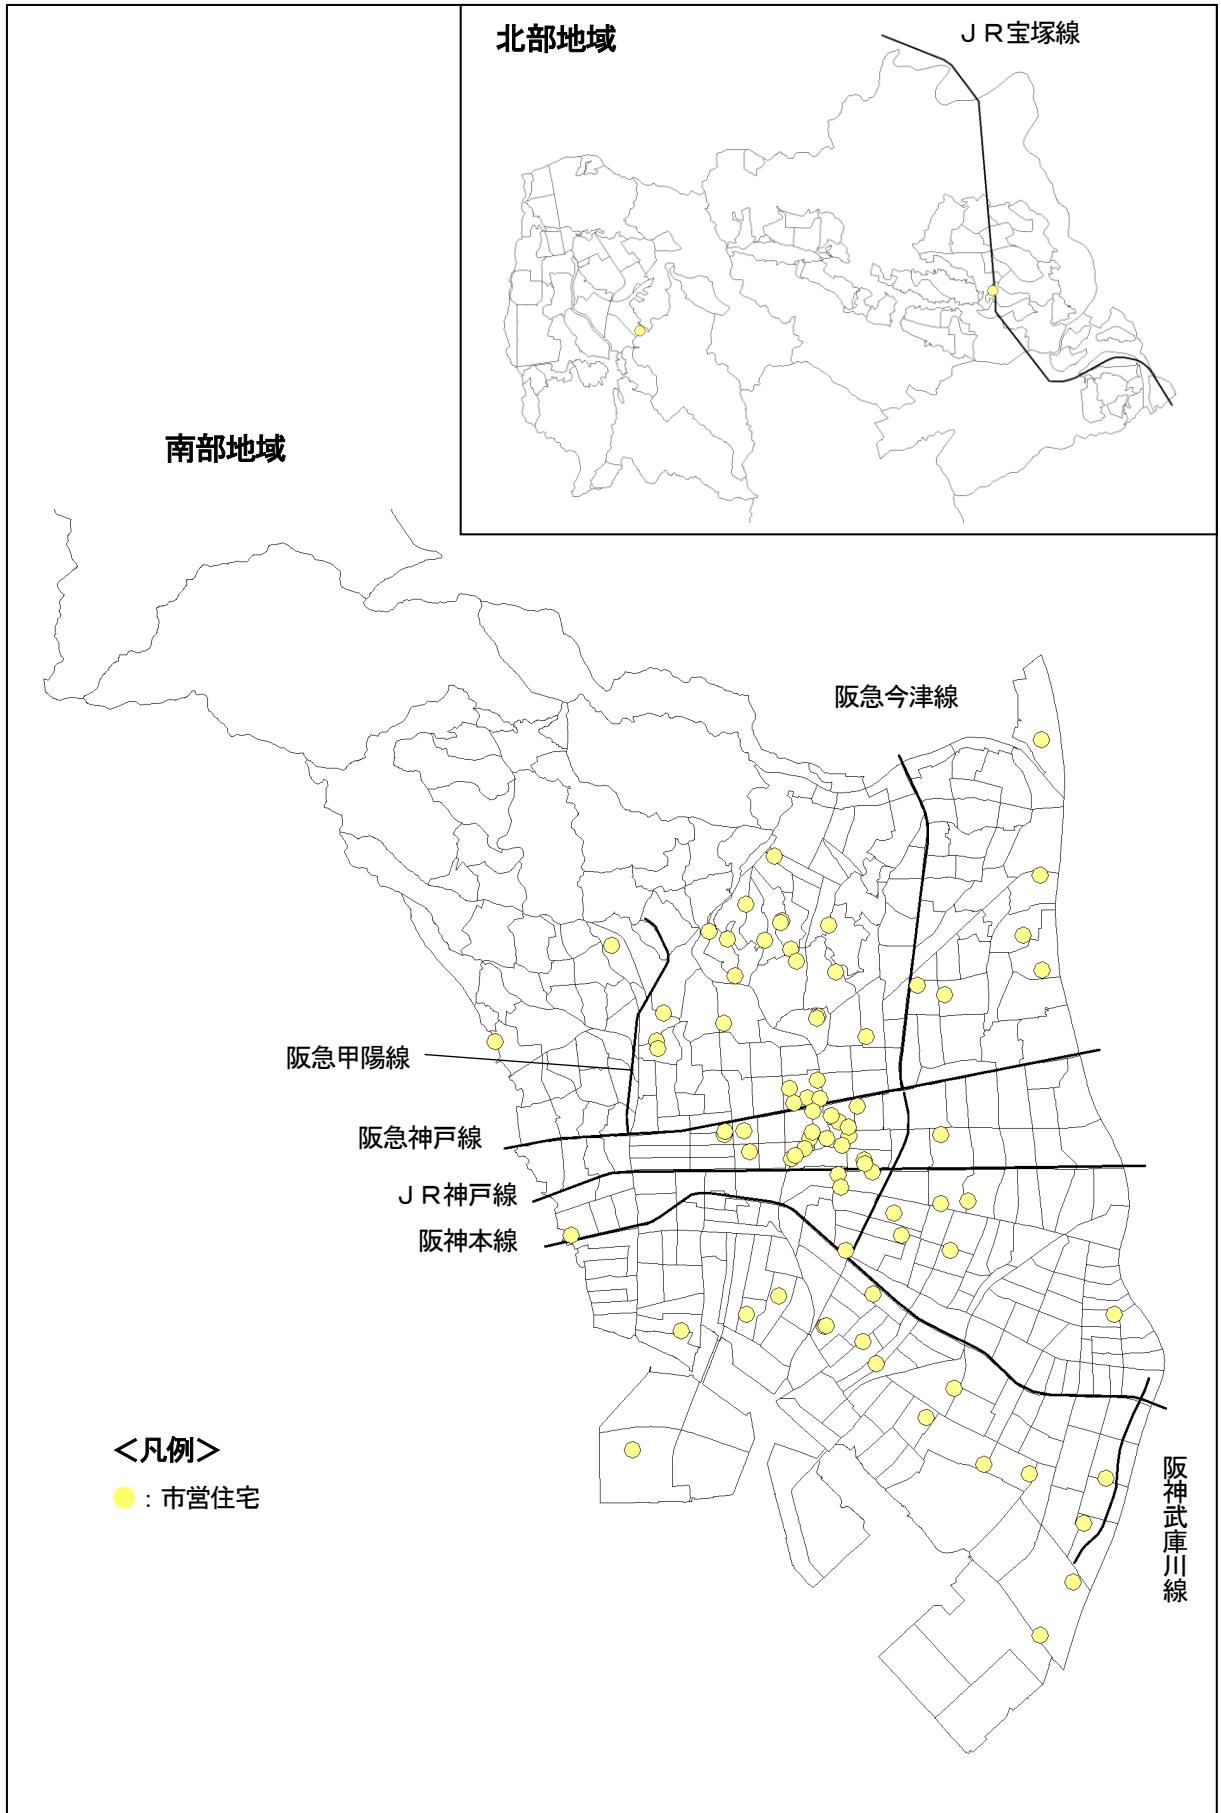 北部地域
ＪＲ宝塚線
南部地域
阪急今津線
阪急甲陽線
阪急神戸線
ＪＲ神戸線
阪神本線
＜凡例＞
：市営住宅
阪神武庫川線